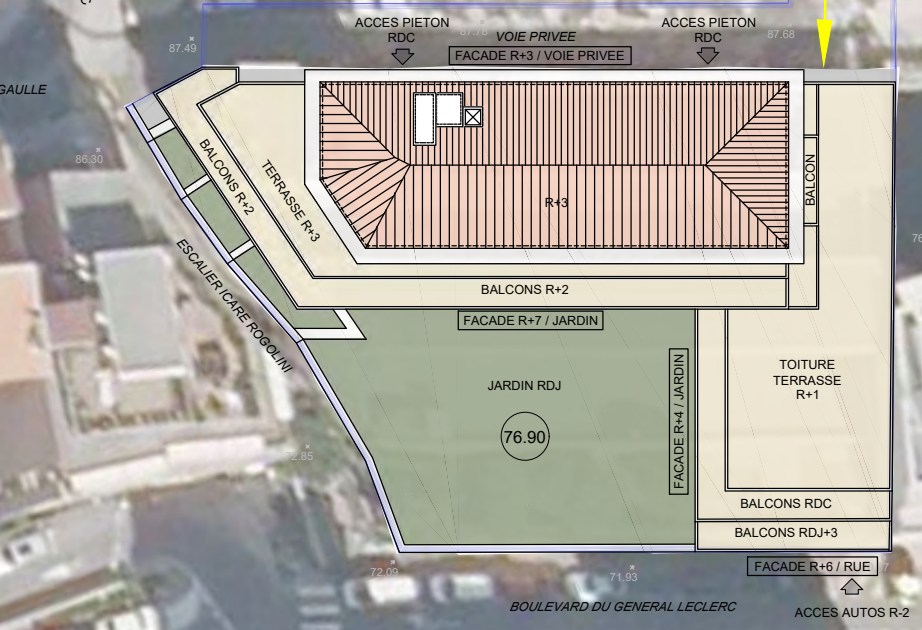 ACCES PIETON
RDC
VOIE PRIVEE
ACCES PIETON
RDC
87.49
87.78
87.68
FACADE R+3 / VOIE PRIVEE
GAULLE
86.30
BALCONS R+2
TERRASSE R+3
R+3
BALCON
ESCALIER ICARE ROGOLINI
BALCONS R+2
FACADE R+7 / JARDIN
JARDIN RDJ
76.90
FACADE R+4 / JARDIN
TOITURE
TERRASSE
R+1
72.85
BALCONS RDC
BALCONS RDJ+3
FACADE R+6 / RUE
72.09
71.93
BOULEVARD DU GENERAL LECLERC
ACCES AUTOS R-2